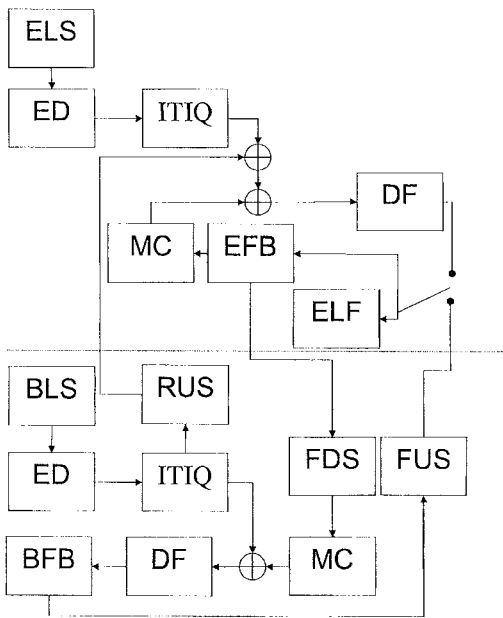 ELS
ED
ITIQ
DF
MC
EFB
ELF
BLS
RUS
ED
ITIQ
FDS
FUS
BFB
DF
MC